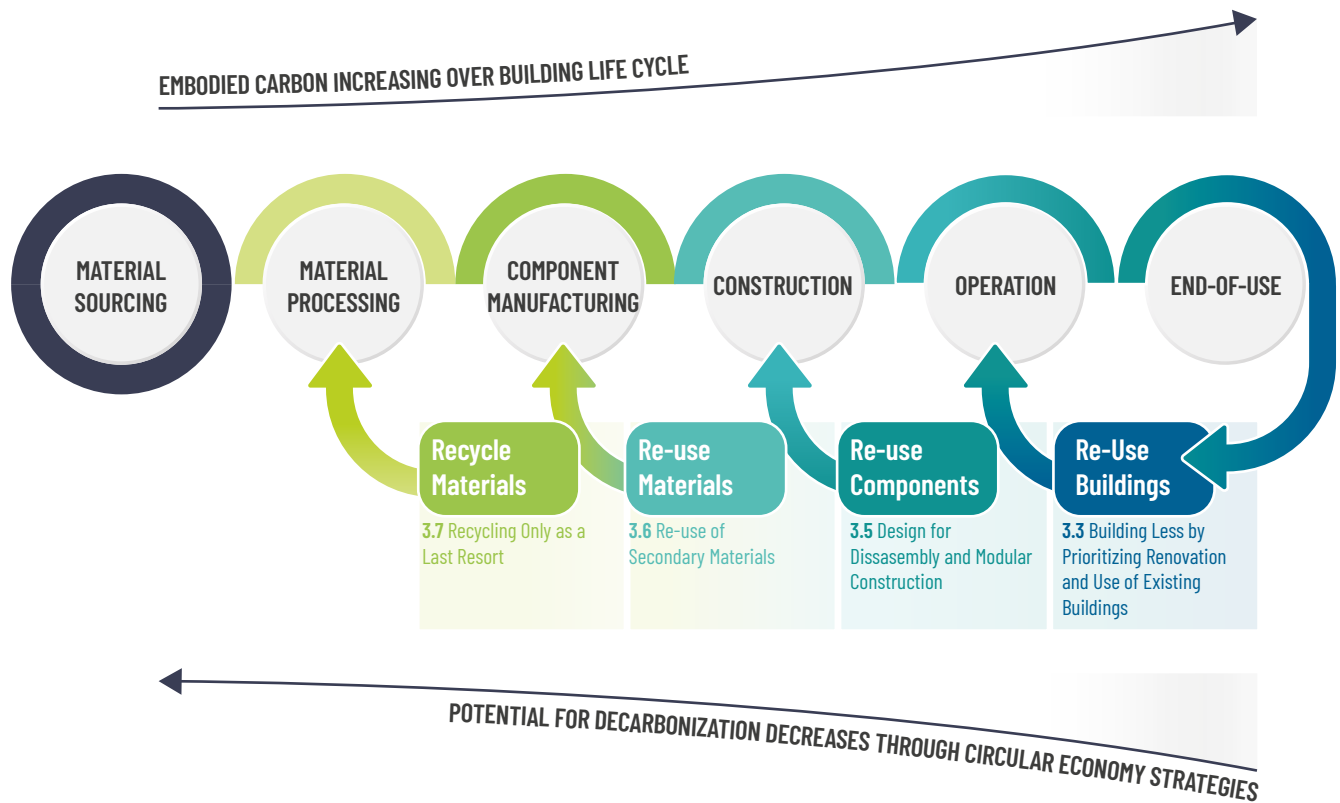 EMBODIED CARBON INCREASING OVER BUILDING LIFE CYCLE
MATERIAL
SOURCING
MATERIAL
PROCESSING
COMPONENT
MANUFACTURING
CONSTRUCTION
OPERATION
END-OF-USE
Recycle
Materials
3.7 Recycling Only as a
Last Resort
Re-use
Materials
3.6 Re-use of
Secondary Materials
Re-use
Components
3.5 Design for
Dissasembly and Modular
Construction
Re-Use
Buildings
3.3 Building Less by
Prioritizing Renovation
and Use of Existing
Buildings
POTENTIAL FOR DECARBONIZATION DECREASES THROUGH CIRCULAR ECONOMY STRATEGIES